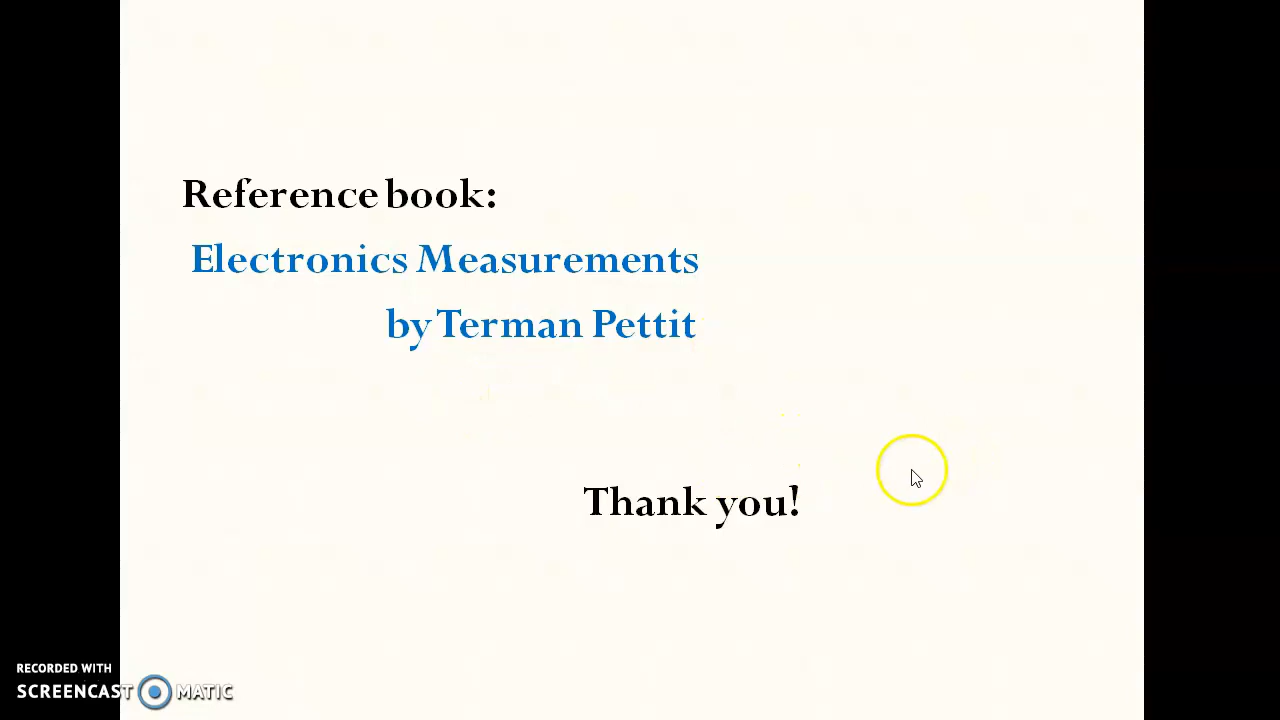 Reference book:
Electronics Measurements
by Terman Pettit
Thank you!
RECORDED WITH
SCREENCAST MATIC